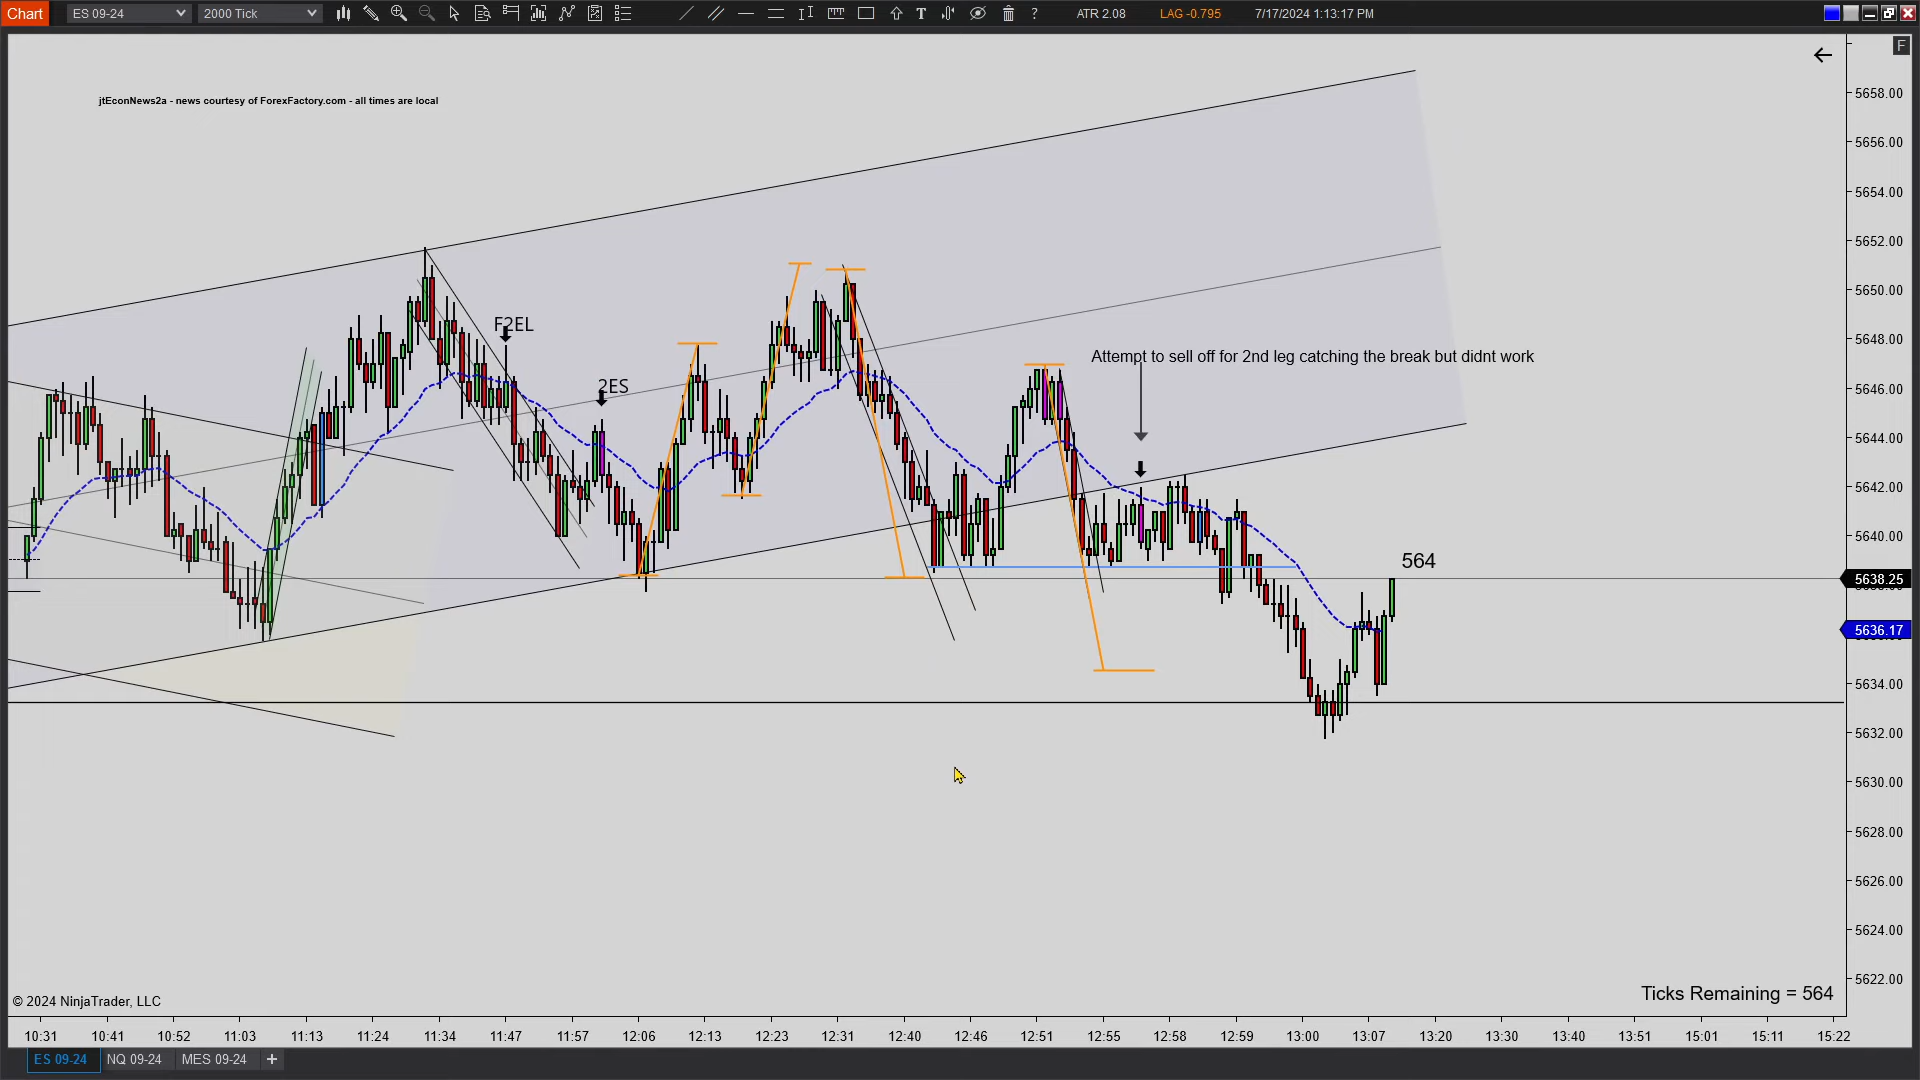 Chart ES 09-24 2000 Tick T ? ATR 2.08 LAG -0.795 7/17/2024 1:13:17 PM
F
jtEconNews2a - news courtesy of ForexFactory.com - all times are local
5658.00
5656.00
5654.00
5652.00
5650.00
F2EL
5648.00
Attempt to sell off for 2nd leg catching the break but didnt work
2ES
5646.00
5644.00
5642.00
5640.00
564
5638.25
5636.17
5634.00
5632.00
5630.00
5628.00
5626.00
5624.00
5622.00
Ticks Remaining = 564
© 2024 NinjaTrader, LLC
10:31 10:41 10:52 11:03 11:13 11:24 11:34 11:47 11:57 12:06 12:13 12:23 12:31 12:40 12:46 12:51 12:55 12:58 12:59 13:00 13:07 13:20 13:30 13:40 13:51 15:01 15:11 15:22
ES 09-24 NQ 09-24 MES 09-24 +